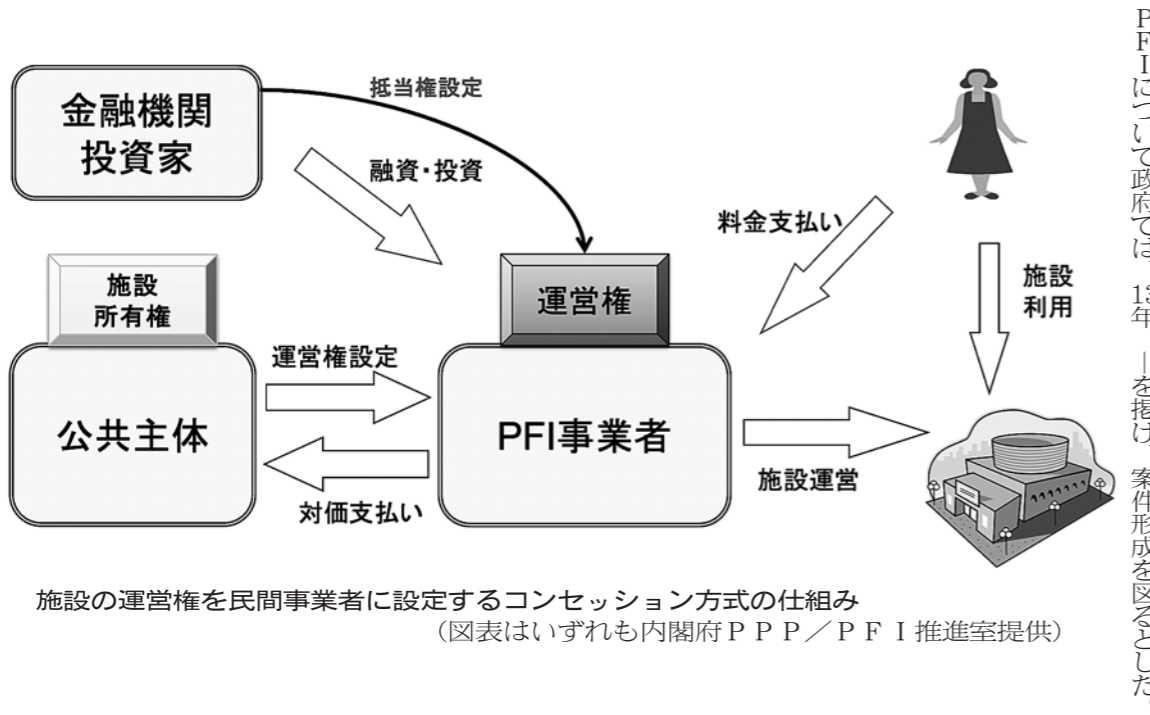 金融機関
投資家
抵当権設定
融資・投資
料金支払い
施設
利用
施設
所有権
運営権
公共主体
運営権設定
対価支払い
PFI事業者
施設運営
施設の運営権を民間事業者に設定するコンセッション方式の仕組み
（図表はいずれも内閣府ＰＰＰ／ＰＦＩ推進室提供）
ＰＦＩについて政府では、13年、―を掲げ、案件形成を図るとした。